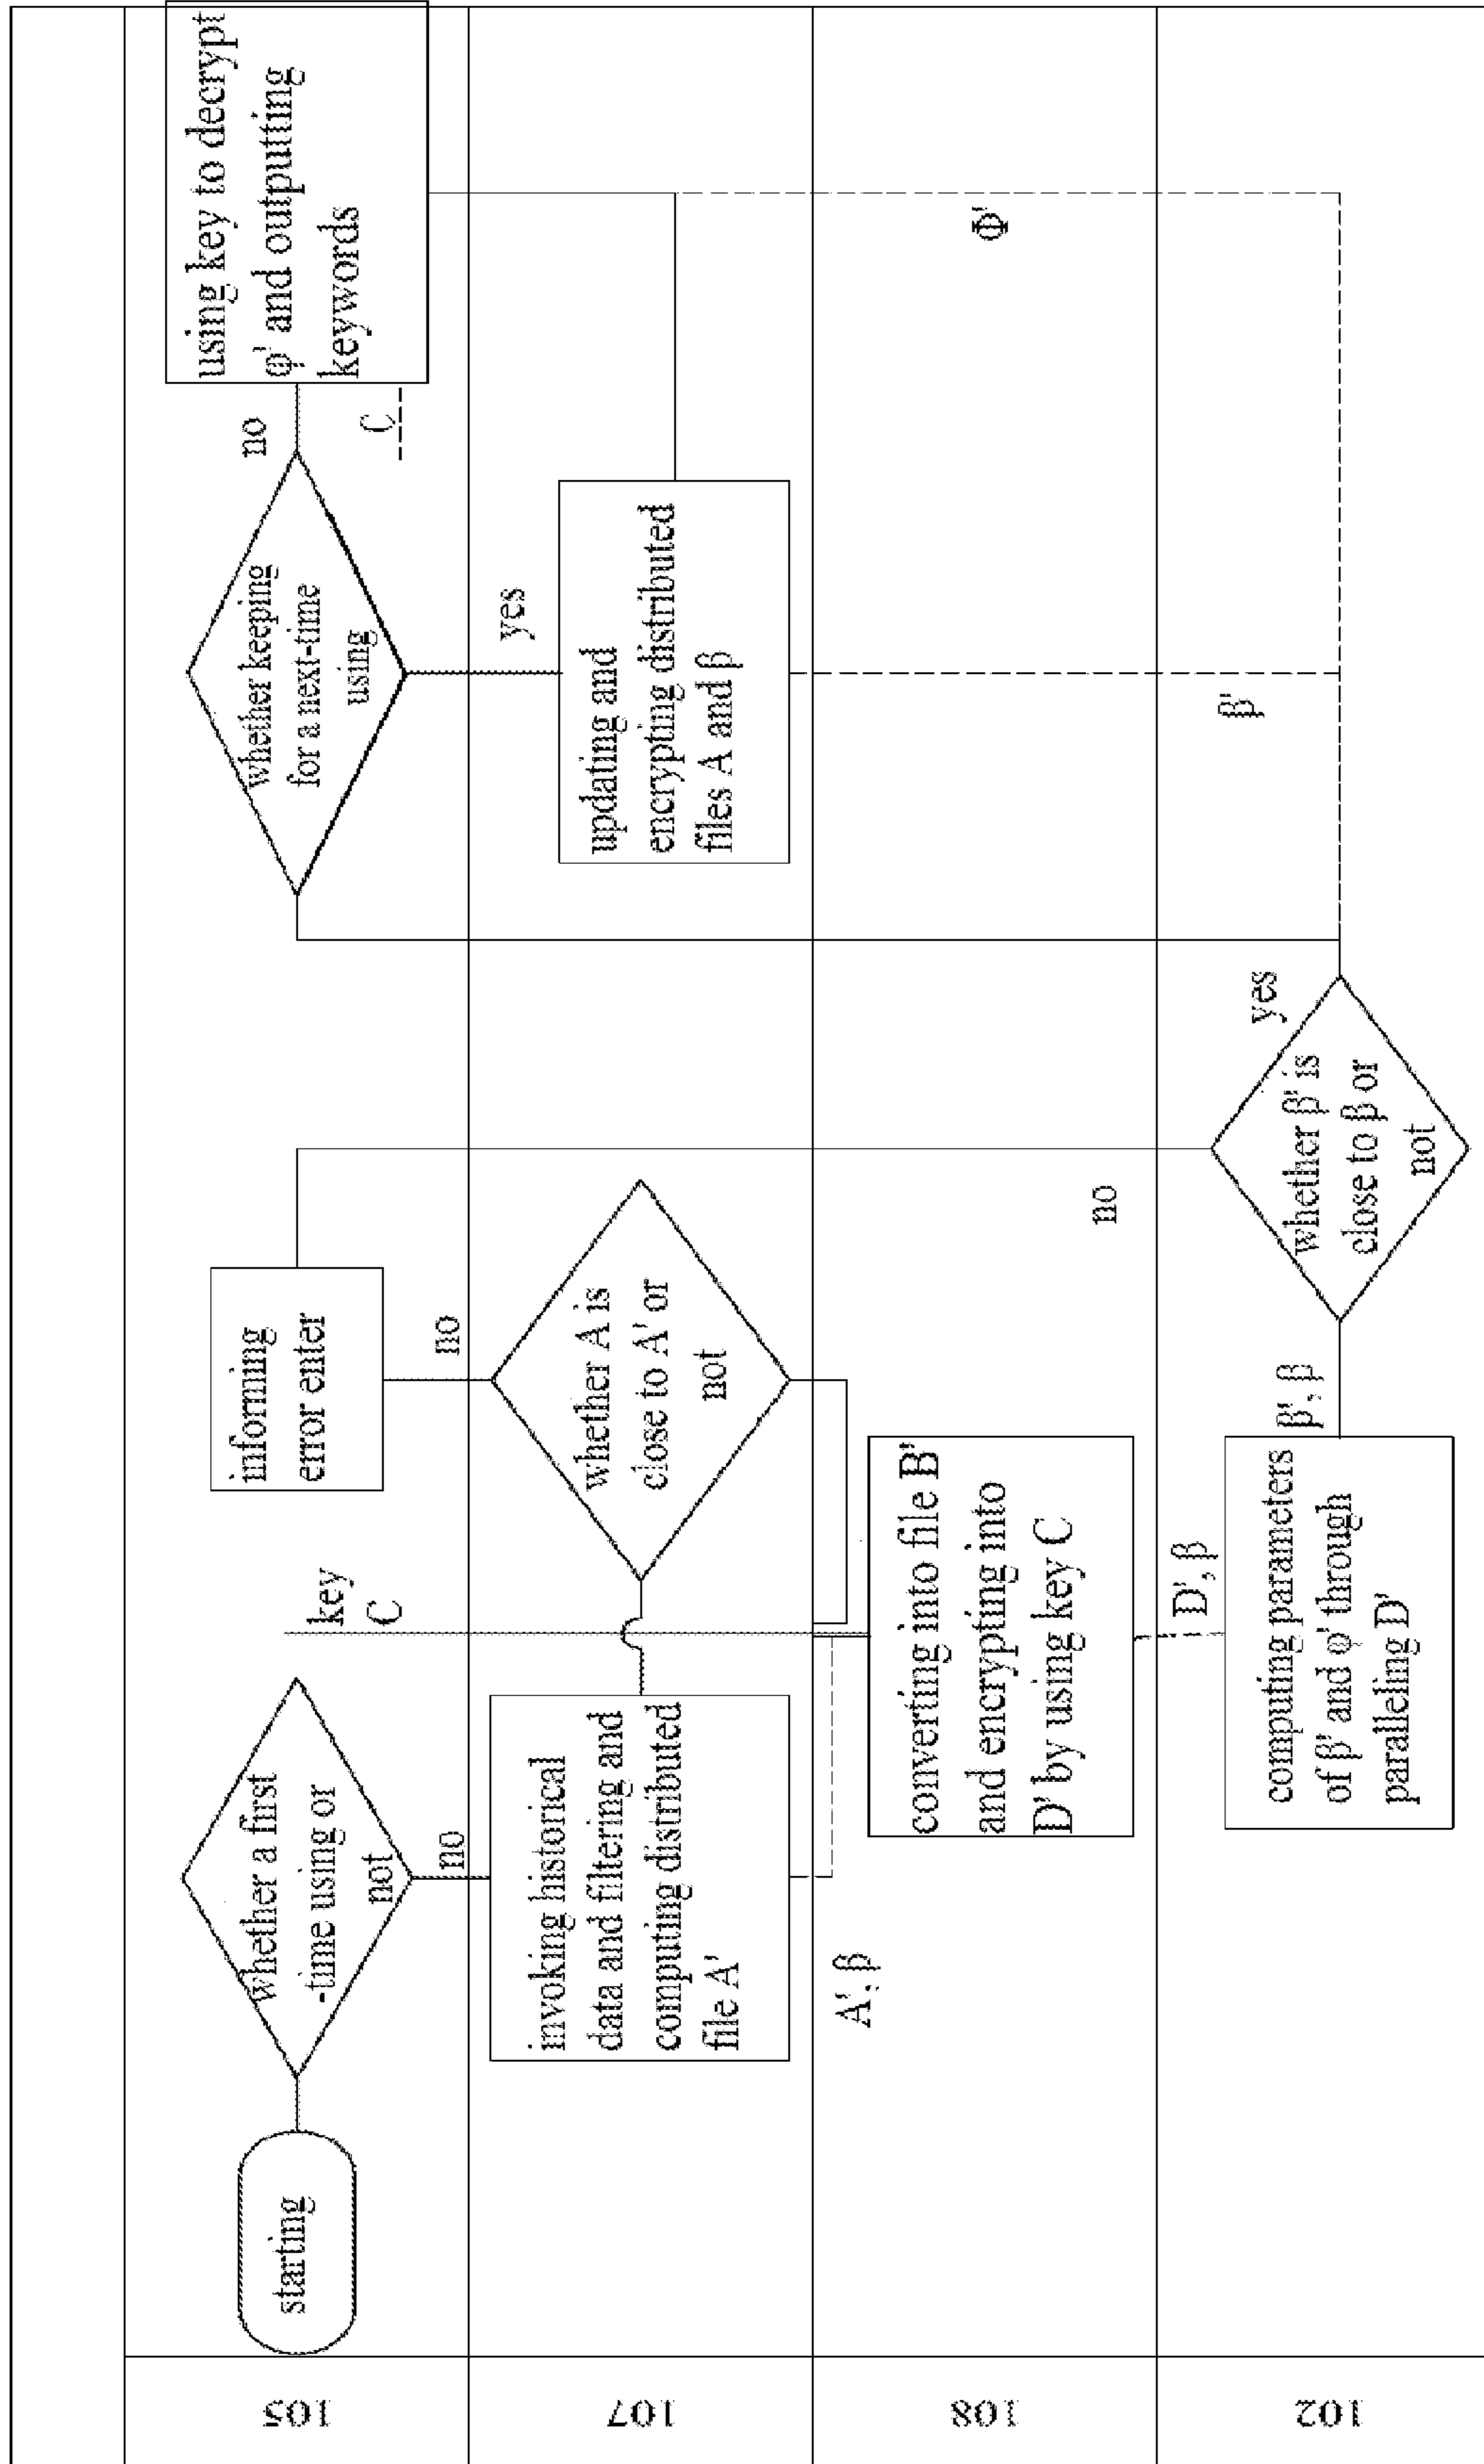 105
starting
whether a first
-time using or
not
no
key
C
informing
error enter
no
whether keeping
for a next-time
using
no
C
using key to decrypt
φ' and outputting
keywords
107
invoking historical
data and filtering and
computing distributed
file A'
whether A is
close to A' or
not
yes
updating and
encrypting distributed
files A and β
108
A', β
converting into file B'
and encrypting into
D' by using key C
no
Φ'
102
D', β
computing parameters
of β' and φ' through
paralleling D'
β', β
whether β' is
close to β or
not
yes
β'